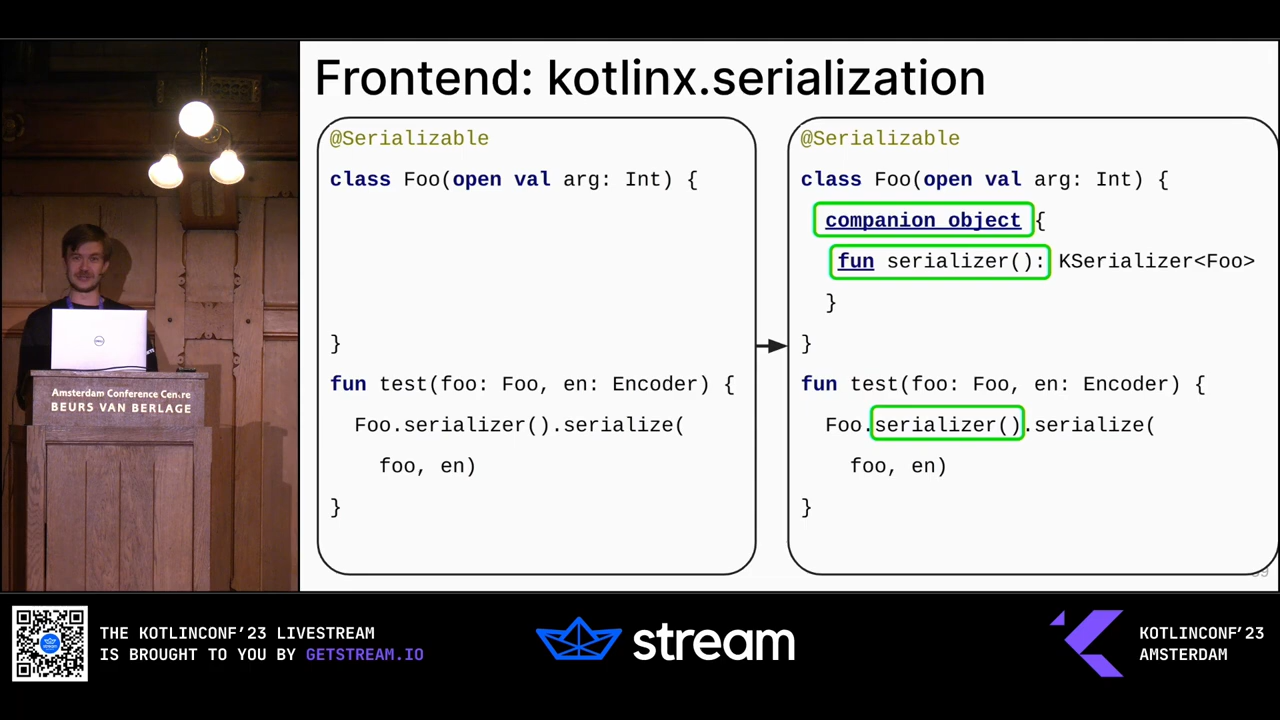 Frontend: kotlinx.serialization
@Serializable
class Foo(open val arg: Int) {
}
fun test(foo: Foo, en: Encoder) {
Foo.serializer().serialize(
foo, en)
}
@Serializable
class Foo(open val arg: Int) {
companion object {
fun serializer(): KSerializer<Foo>
}
}
fun test(foo: Foo, en: Encoder) {
Foo.serializer().serialize(
foo, en)
}
Amsterdam Conference Centre
BEURS VAN BERLAGE
THE KOTLINCONF'23 LIVESTREAM
IS BROUGHT TO YOU BY GETSTREAM.IO
stream
KOTLINCONF'23
AMSTERDAM